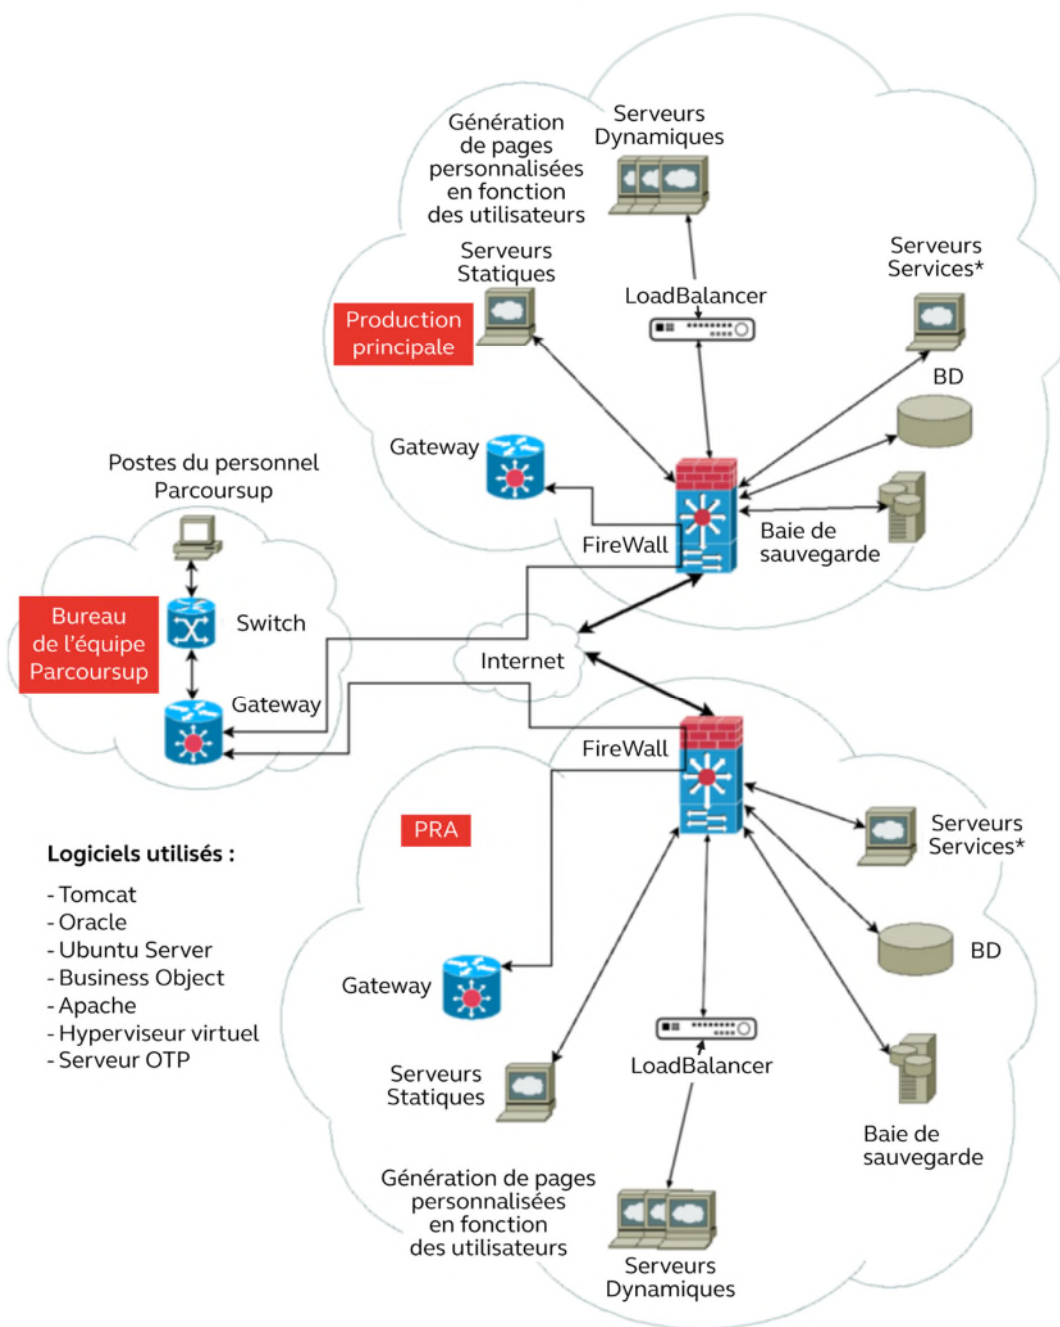 Génération
de pages
personnalisées
en fonction
des utilisateurs
Serveurs
Dynamiques
Serveurs
Statiques
Serveurs
Services*
LoadBalancer
Production
principale
BD
Gateway
Baie de
sauvegarde
FireWall
Postes du personnel
Parcoursup
Bureau
de l'équipe
Parcoursup
Switch
Gateway
Internet
FireWall
PRA
Serveurs
Services*
BD
Gateway
LoadBalancer
Serveurs
Statiques
Baie de
sauvegarde
Génération de pages
personnalisées
en fonction
des utilisateurs
Serveurs
Dynamiques
Logiciels utilisés :
- Tomcat
- Oracle
- Ubuntu Server
- Business Object
- Apache
- Hyperviseur virtuel
- Serveur OTP